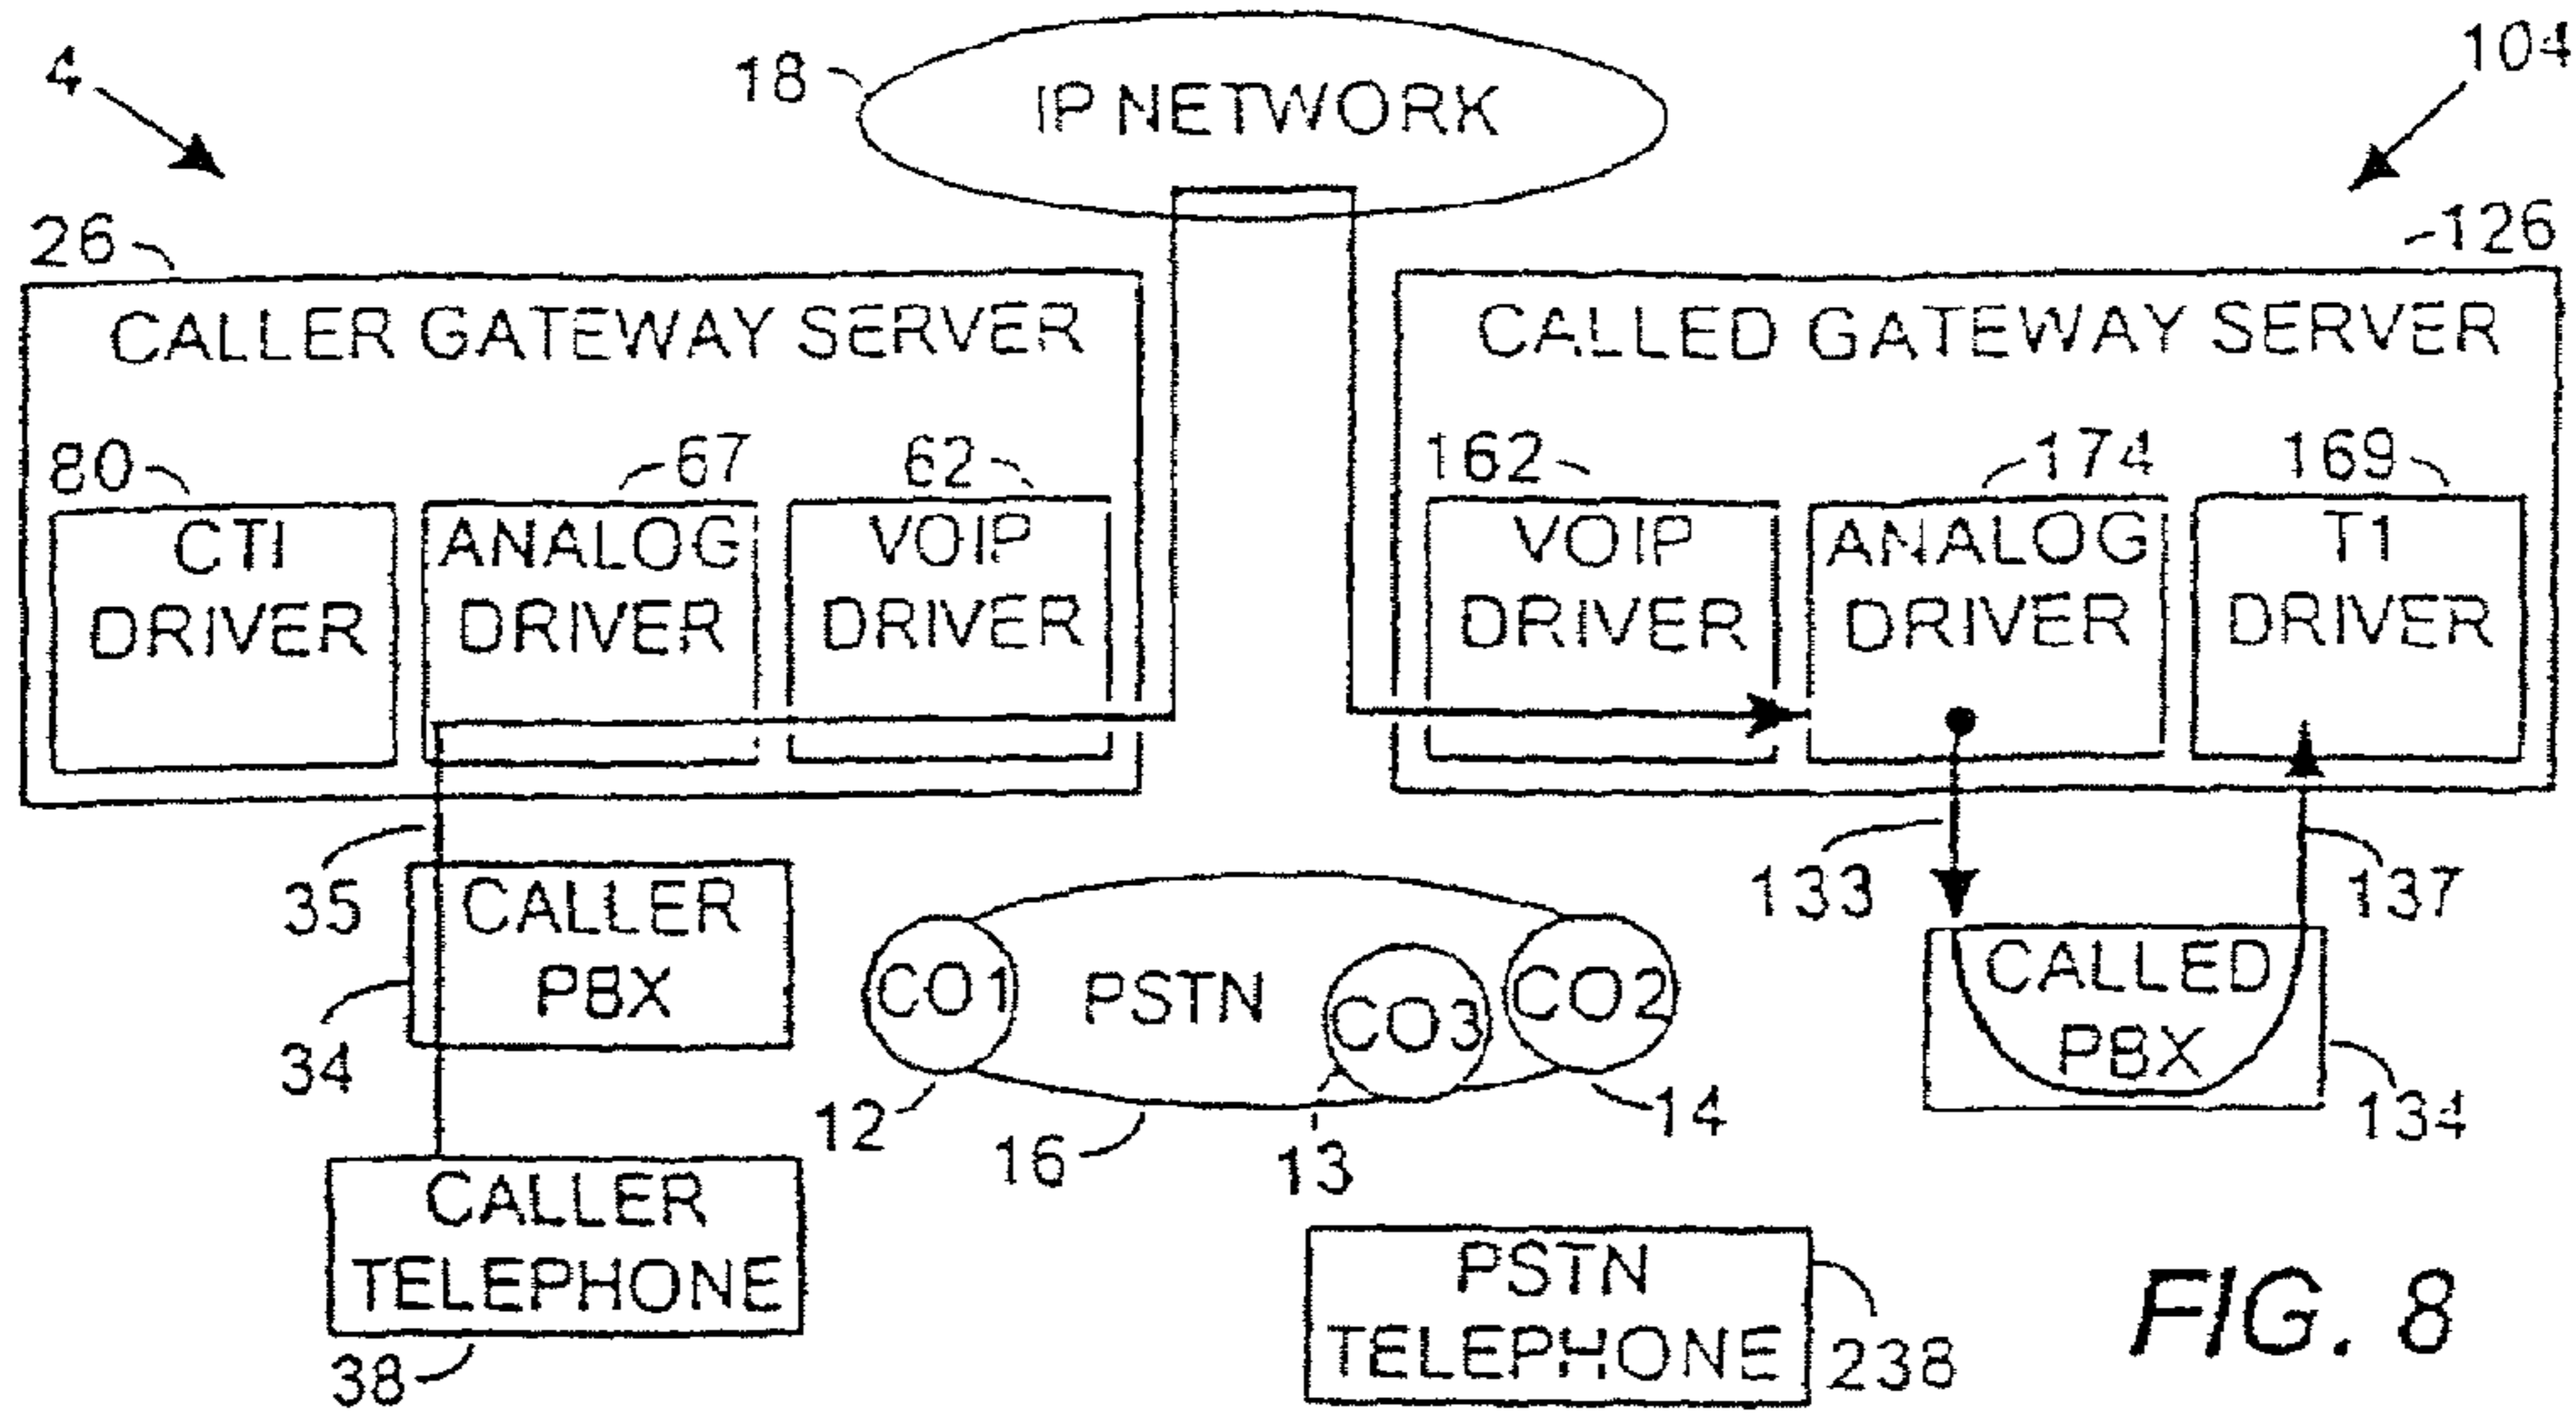 4
18
IP NETWORK
104
26
126
CALLER GATEWAY SERVER
CALLED GATEWAY SERVER
80
67
62
162
174
169
CTI
DRIVER
ANALOG
DRIVER
VOIP
DRIVER
VOIP
DRIVER
ANALOG
DRIVER
T1
DRIVER
35
133
137
CALLER
PBX
34
CO1
PSTN
CO3
CO2
CALLED
PBX
134
12
16
13
14
CALLER
TELEPHONE
38
PSTN
TELEPHONE
238
FIG. 8